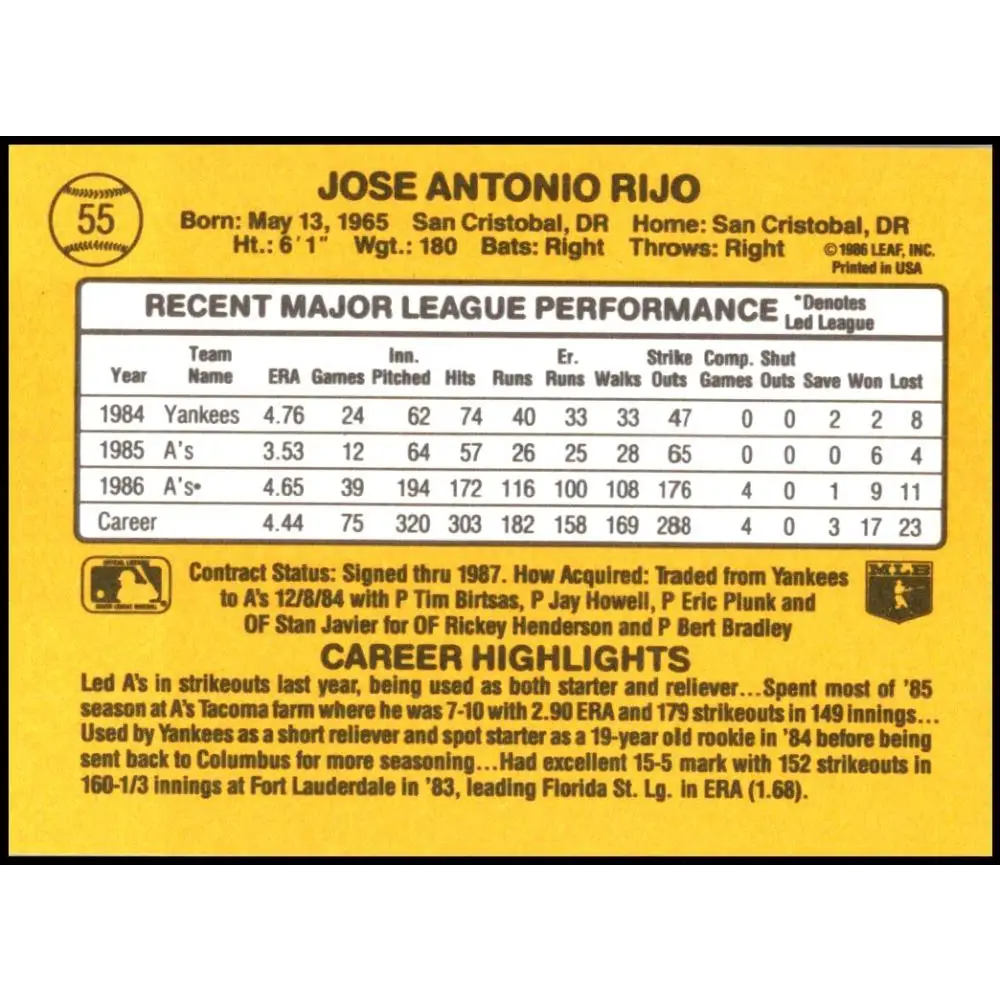 55
JOSE ANTONIO RIJO
Born: May 13, 1965 San Cristobal, DR Home: San Cristobal, DR
Ht.: 6'1" Wgt.: 180 Bats: Right Throws: Right ©1986 LEAF, INC.
Printed in USA
RECENT MAJOR LEAGUE PERFORMANCE *Denotes Led League
Year Team Name ERA Games Inn. Pitched Hits Runs Er. Runs Walks Strike Outs Comp. Games Shut Outs Save Won Lost
1984 Yankees 4.76 24 62 74 40 33 33 47 0 0 2 2 8
1985 A's 3.53 12 64 57 26 25 28 65 0 0 0 6 4
1986 A's• 4.65 39 194 172 116 100 108 176 4 0 1 9 11
Career 4.44 75 320 303 182 158 169 288 4 0 3 17 23
Contract Status: Signed thru 1987. How Acquired: Traded from Yankees
to A's 12/8/84 with P Tim Birtsas, P Jay Howell, P Eric Plunk and
OF Stan Javier for OF Rickey Henderson and P Bert Bradley
MLB
CAREER HIGHLIGHTS
Led A's in strikeouts last year, being used as both starter and reliever...Spent most of '85
season at A's Tacoma farm where he was 7-10 with 2.90 ERA and 179 strikeouts in 149 innings...
Used by Yankees as a short reliever and spot starter as a 19-year old rookie in '84 before being
sent back to Columbus for more seasoning...Had excellent 15-5 mark with 152 strikeouts in
160-1/3 innings at Fort Lauderdale in '83, leading Florida St. Lg. in ERA (1.68).